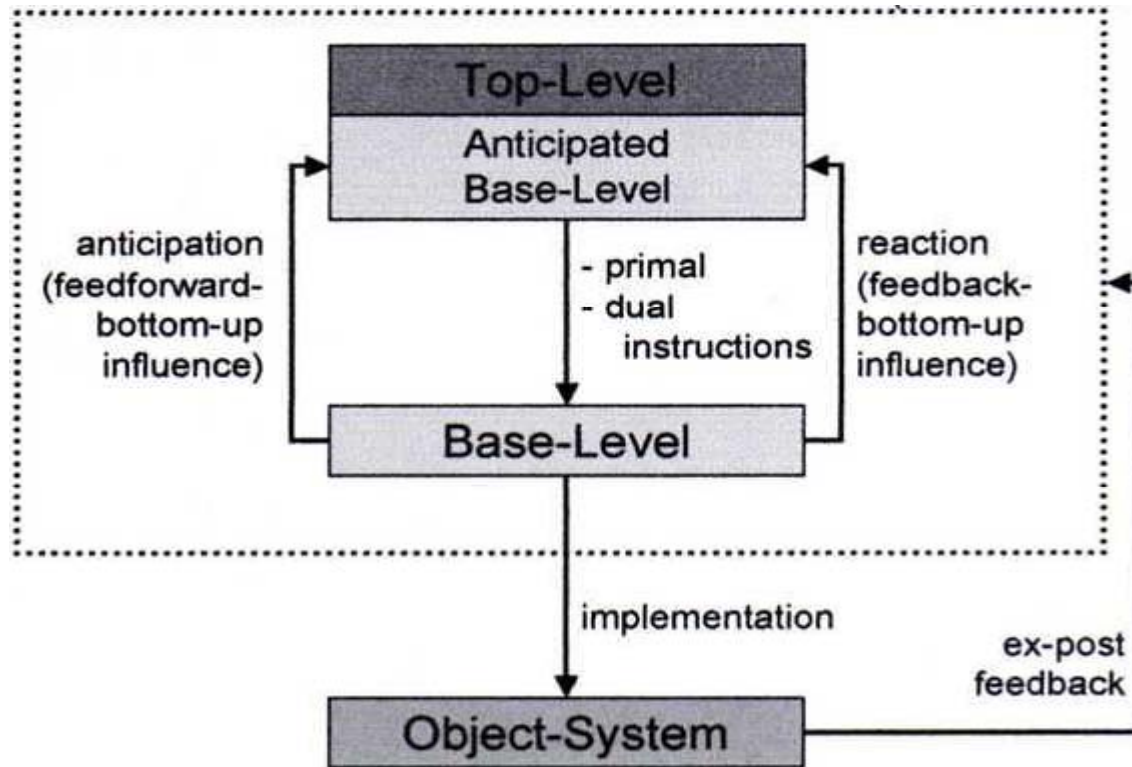 Top-Level
Anticipated
Base-Level
anticipation
(feedforward-
bottom-up
influence)
- primal
- dual
instructions
reaction
(feedback-
bottom-up
influence)
Base-Level
implementation
ex-post
feedback
Object-System